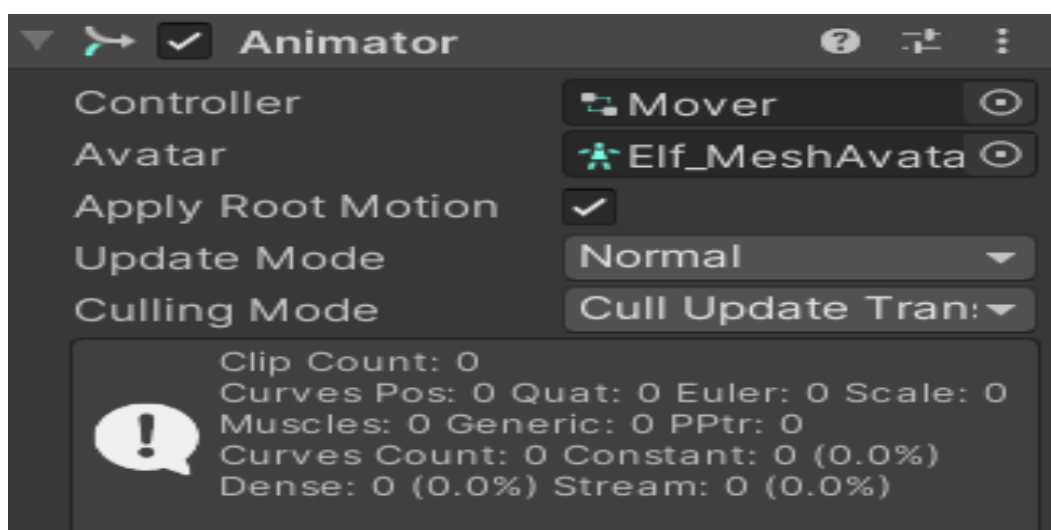 Animator
Controller Mover
Avatar Elf_MeshAvata
Apply Root Motion
Update Mode Normal
Culling Mode Cull Update Tran
Clip Count: 0
Curves Pos: 0 Quat: 0 Euler: 0 Scale: 0
Muscles: 0 Generic: 0 PPtr: 0
Curves Count: 0 Constant: 0 (0.0%)
Dense: 0 (0.0%) Stream: 0 (0.0%)